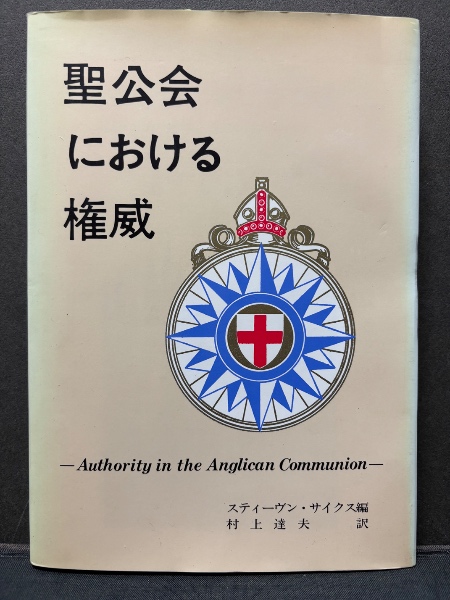 聖公会
における
権威
—Authority in the Anglican Communion—
スティーヴン・サイクス編
村上達夫 訳